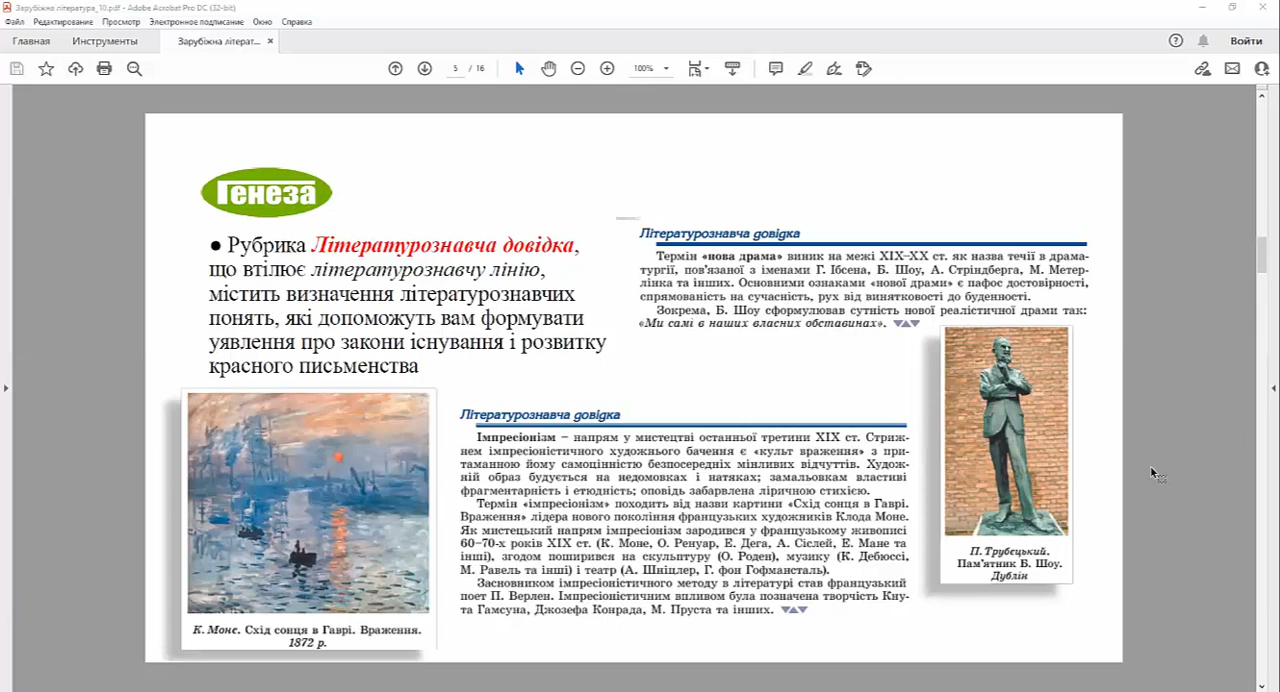 Зарубіжна література_10.pdf - Adobe Acrobat Pro DC (32-bit)
Файл Редактирование Просмотр Электронное подписание Окно Справка
Главная Инструменты Зарубіжна літерат... × Войти
5 / 16 100%
Генеза
● Рубрика Літературознавча довідка,
що втілює літературознавчу лінію,
містить визначення літературознавчих
понять, які допоможуть вам формувати
уявлення про закони існування і розвитку
красного письменства
Літературознавча довідка
Термін «нова драма» виник на межі XIX–XX ст. як назва течії в драма-
тургії, пов'язаної з іменами Г. Ібсена, Б. Шоу, А. Стріндберга, М. Метер-
лінка та інших. Основними ознаками «нової драми» є пафос достовірності,
спрямованість на сучасність, рух від винятковості до буденності.
Зокрема, Б. Шоу сформулював сутність нової реалістичної драми так:
«Ми самі в наших власних обставинах».
П. Трубецький.
Пам'ятник Б. Шоу.
Дублін
Літературознавча довідка
Імпресіонізм – напрям у мистецтві останньої третини XIX ст. Стриж-
нем імпресіоністичного художнього бачення є «культ враження» з при-
таманною йому самоцінністю безпосередніх мінливих відчуттів. Худож-
ній образ будується на недомовках і натяках; замальовкам властиві
фрагментарність і етюдність; оповідь забарвлена ліричною стихією.
Термін «імпресіонізм» походить від назви картини «Схід сонця в Гаврі.
Враження» лідера нового покоління французьких художників Клода Моне.
Як мистецький напрям імпресіонізм зародився у французькому живописі
60–70-х років XIX ст. (К. Моне, О. Ренуар, Е. Дега, А. Сіслей, Е. Мане та
інші), згодом поширився на скульптуру (О. Роден), музику (К. Дебюссі,
М. Равель та інші) і театр (А. Шніцлер, Г. фон Гофмансталь).
Засновником імпресіоністичного методу в літературі став французький
поет П. Верлен. Імпресіоністичним впливом була позначена творчість Кну-
та Гамсуна, Джозефа Конрада, М. Пруста та інших.
К. Моне. Схід сонця в Гаврі. Враження.
1872 р.